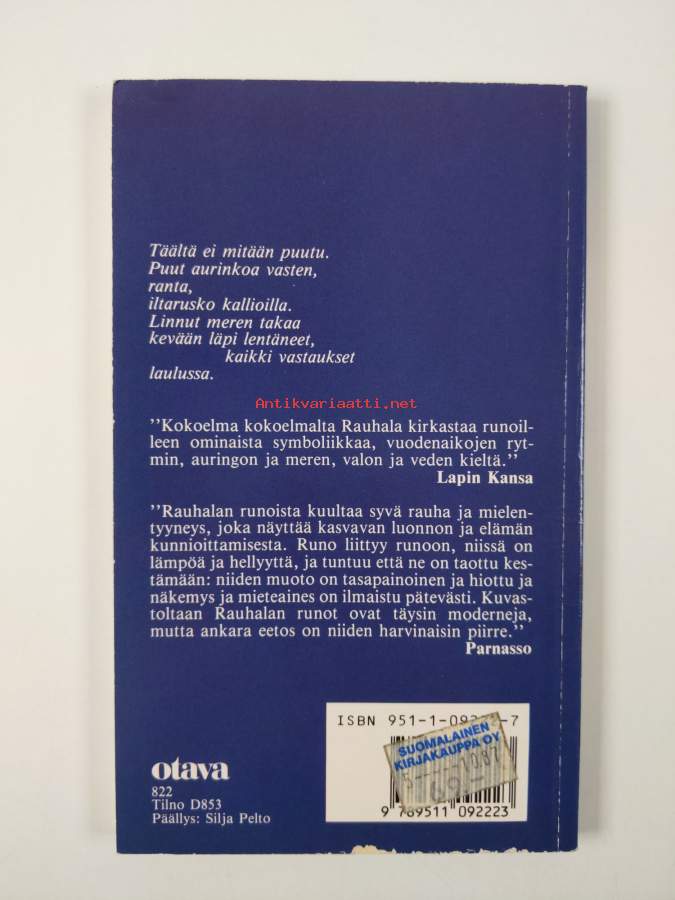 Täältä ei mitään puutu.
Puut aurinkoa vasten,
ranta,
iltarusko kallioilla.
Linnut meren takaa
kevään läpi lentäneet,
kaikki vastaukset
laulussa.
Antikvariaatti.net
"Kokoelma kokoelmalta Rauhala kirkastaa runoil-
leen ominaista symboliikkaa, vuodenaikojen ryt-
min, auringon ja meren, valon ja veden kieltä."
Lapin Kansa
"Rauhalan runoista kuultaa syvä rauha ja mielen-
tyyneys, joka näyttää kasvavan luonnon ja elämän
kunnioittamisesta. Runo liittyy runoon, niissä on
lämpöä ja hellyyttä, ja tuntuu että ne on taottu kes-
tämään: niiden muoto on tasapainoinen ja hiottu ja
näkemys ja mieteaines on ilmaistu pätevästi. Kuvas-
toltaan Rauhalan runot ovat täysin moderneja,
mutta ankara eetos on niiden harvinaisin piirre."
Parnasso
ISBN
SUOMALAINEN
KIRJAKAUPPA OY
9 789511 092223
otava
822
Tilno D853
Päällys: Silja Pelto